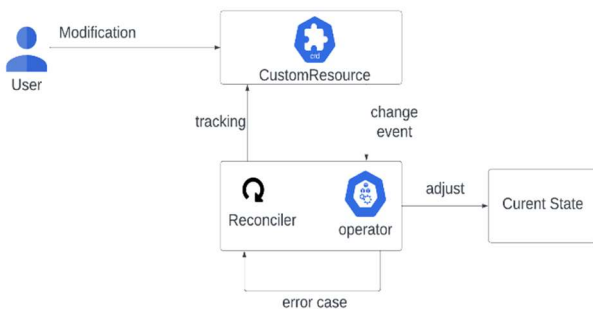 Modification
User
crd
CustomResource
tracking
change
event
Reconciler
operator
adjust
Curent State
error case